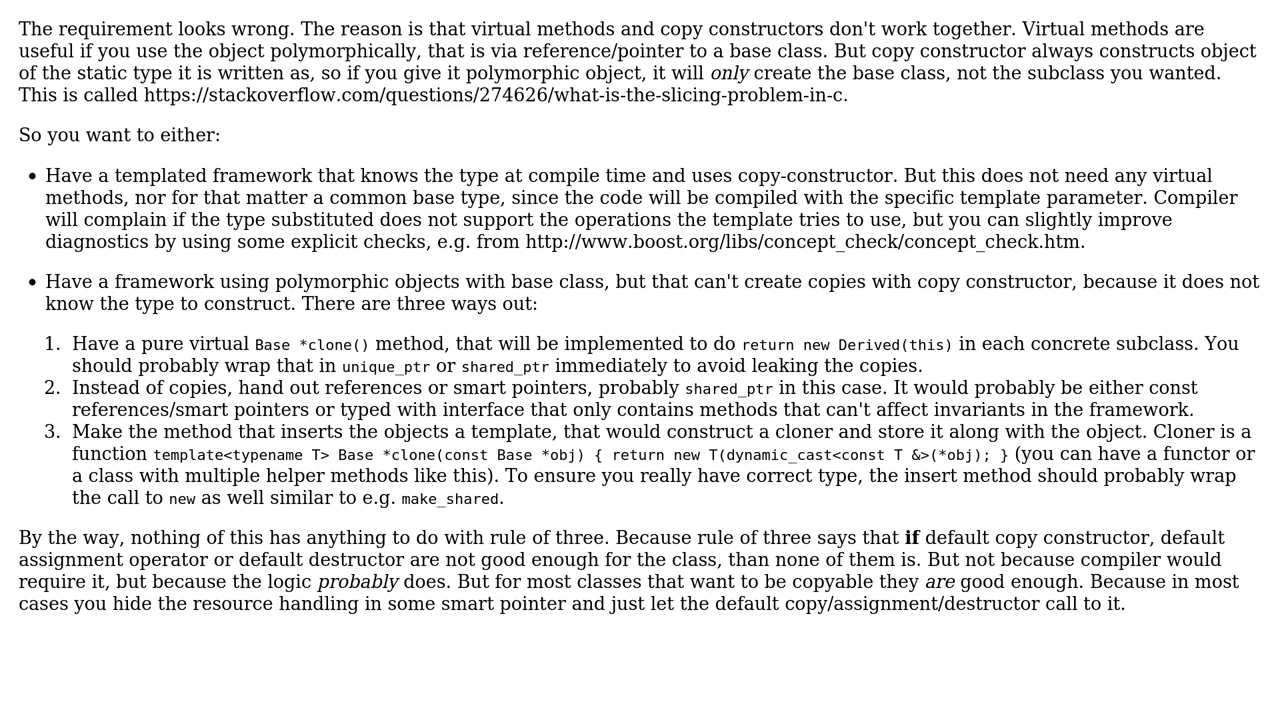 The requirement looks wrong. The reason is that virtual methods and copy constructors don't work together. Virtual methods are
useful if you use the object polymorphically, that is via reference/pointer to a base class. But copy constructor always constructs object
of the static type it is written as, so if you give it polymorphic object, it will only create the base class, not the subclass you wanted.
This is called https://stackoverflow.com/questions/274626/what-is-the-slicing-problem-in-c.
So you want to either:
• Have a templated framework that knows the type at compile time and uses copy-constructor. But this does not need any virtual
methods, nor for that matter a common base type, since the code will be compiled with the specific template parameter. Compiler
will complain if the type substituted does not support the operations the template tries to use, but you can slightly improve
diagnostics by using some explicit checks, e.g. from http://www.boost.org/libs/concept_check/concept_check.htm.
• Have a framework using polymorphic objects with base class, but that can't create copies with copy constructor, because it does not
know the type to construct. There are three ways out:
1. Have a pure virtual Base *clone() method, that will be implemented to do return new Derived(this) in each concrete subclass. You
should probably wrap that in unique_ptr or shared_ptr immediately to avoid leaking the copies.
2. Instead of copies, hand out references or smart pointers, probably shared_ptr in this case. It would probably be either const
references/smart pointers or typed with interface that only contains methods that can't affect invariants in the framework.
3. Make the method that inserts the objects a template, that would construct a cloner and store it along with the object. Cloner is a
function template<typename T> Base *clone(const Base *obj) { return new T(dynamic_cast<const T &>(*obj); } (you can have a functor or
a class with multiple helper methods like this). To ensure you really have correct type, the insert method should probably wrap
the call to new as well similar to e.g. make_shared.
By the way, nothing of this has anything to do with rule of three. Because rule of three says that if default copy constructor, default
assignment operator or default destructor are not good enough for the class, than none of them is. But not because compiler would
require it, but because the logic probably does. But for most classes that want to be copyable they are good enough. Because in most
cases you hide the resource handling in some smart pointer and just let the default copy/assignment/destructor call to it.